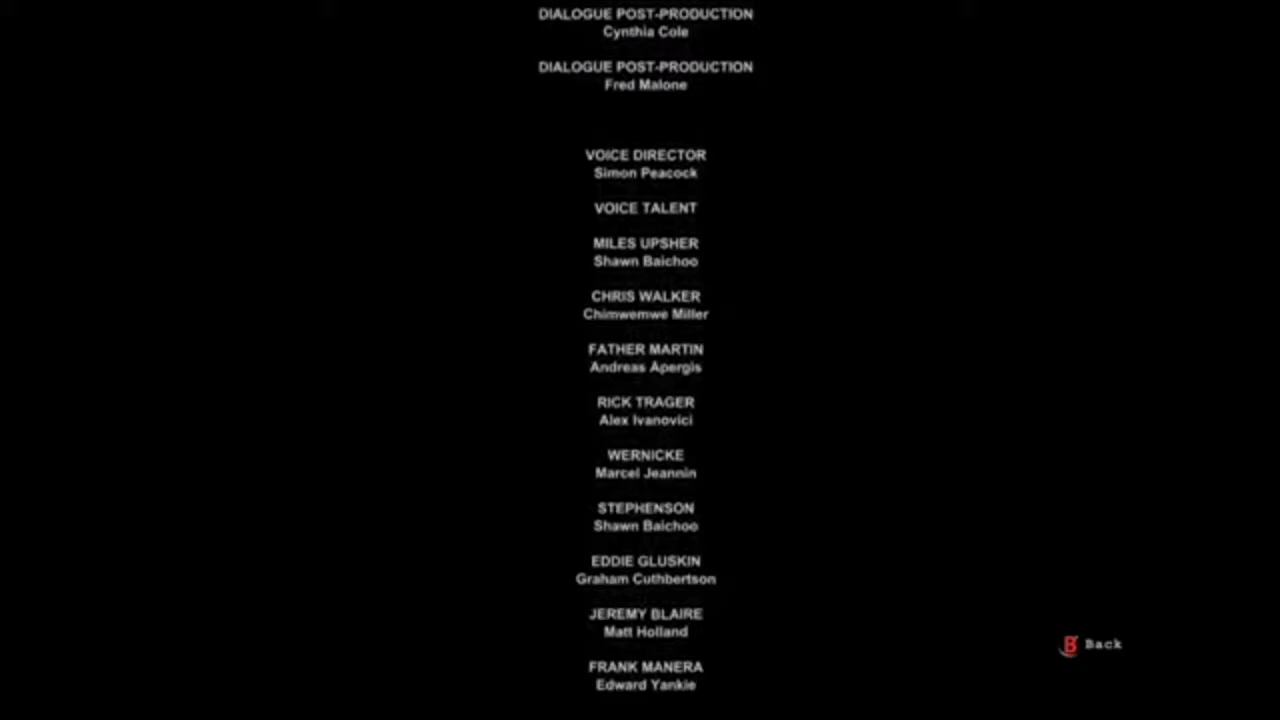 DIALOGUE POST-PRODUCTION
Cynthia Cole
DIALOGUE POST-PRODUCTION
Fred Malone
VOICE DIRECTOR
Simon Peacock
VOICE TALENT
MILES UPSHER
Shawn Baichoo
CHRIS WALKER
Chimwemwe Miller
FATHER MARTIN
Andreas Apergis
RICK TRAGER
Alex Ivanovici
WERNICKE
Marcel Jeannin
STEPHENSON
Shawn Baichoo
EDDIE GLUSKIN
Graham Cuthbertson
JEREMY BLAIRE
Matt Holland
B Back
FRANK MANERA
Edward Yankie